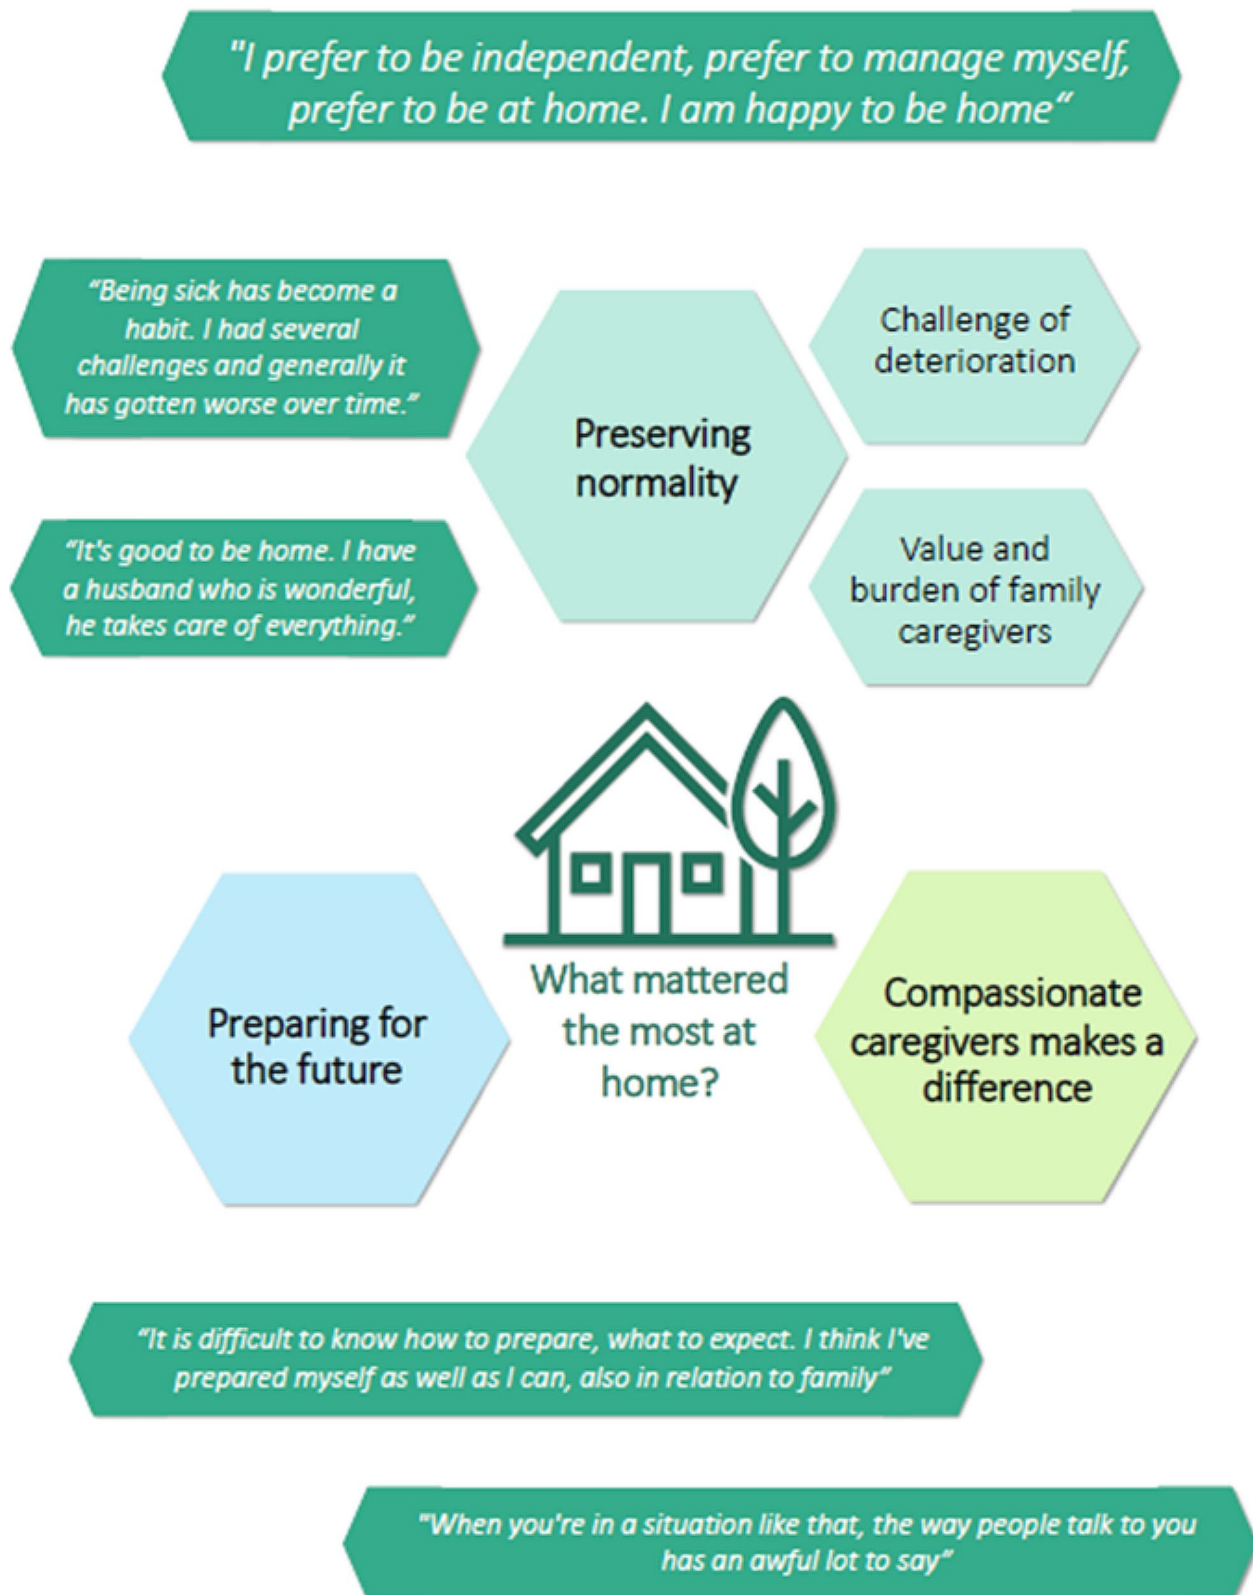 "I prefer to be independent, prefer to manage myself,
prefer to be at home. I am happy to be home“
“Being sick has become a
habit. I had several
challenges and generally it
has gotten worse over time.”
Preserving
normality
Challenge of
deterioration
“It's good to be home. I have
a husband who is wonderful,
he takes care of everything.”
Value and
burden of family
caregivers
Preparing for
the future
What mattered
the most at
home?
Compassionate
caregivers makes a
difference
“It is difficult to know how to prepare, what to expect. I think I've
prepared myself as well as I can, also in relation to family”
"When you're in a situation like that, the way people talk to you
has an awful lot to say”